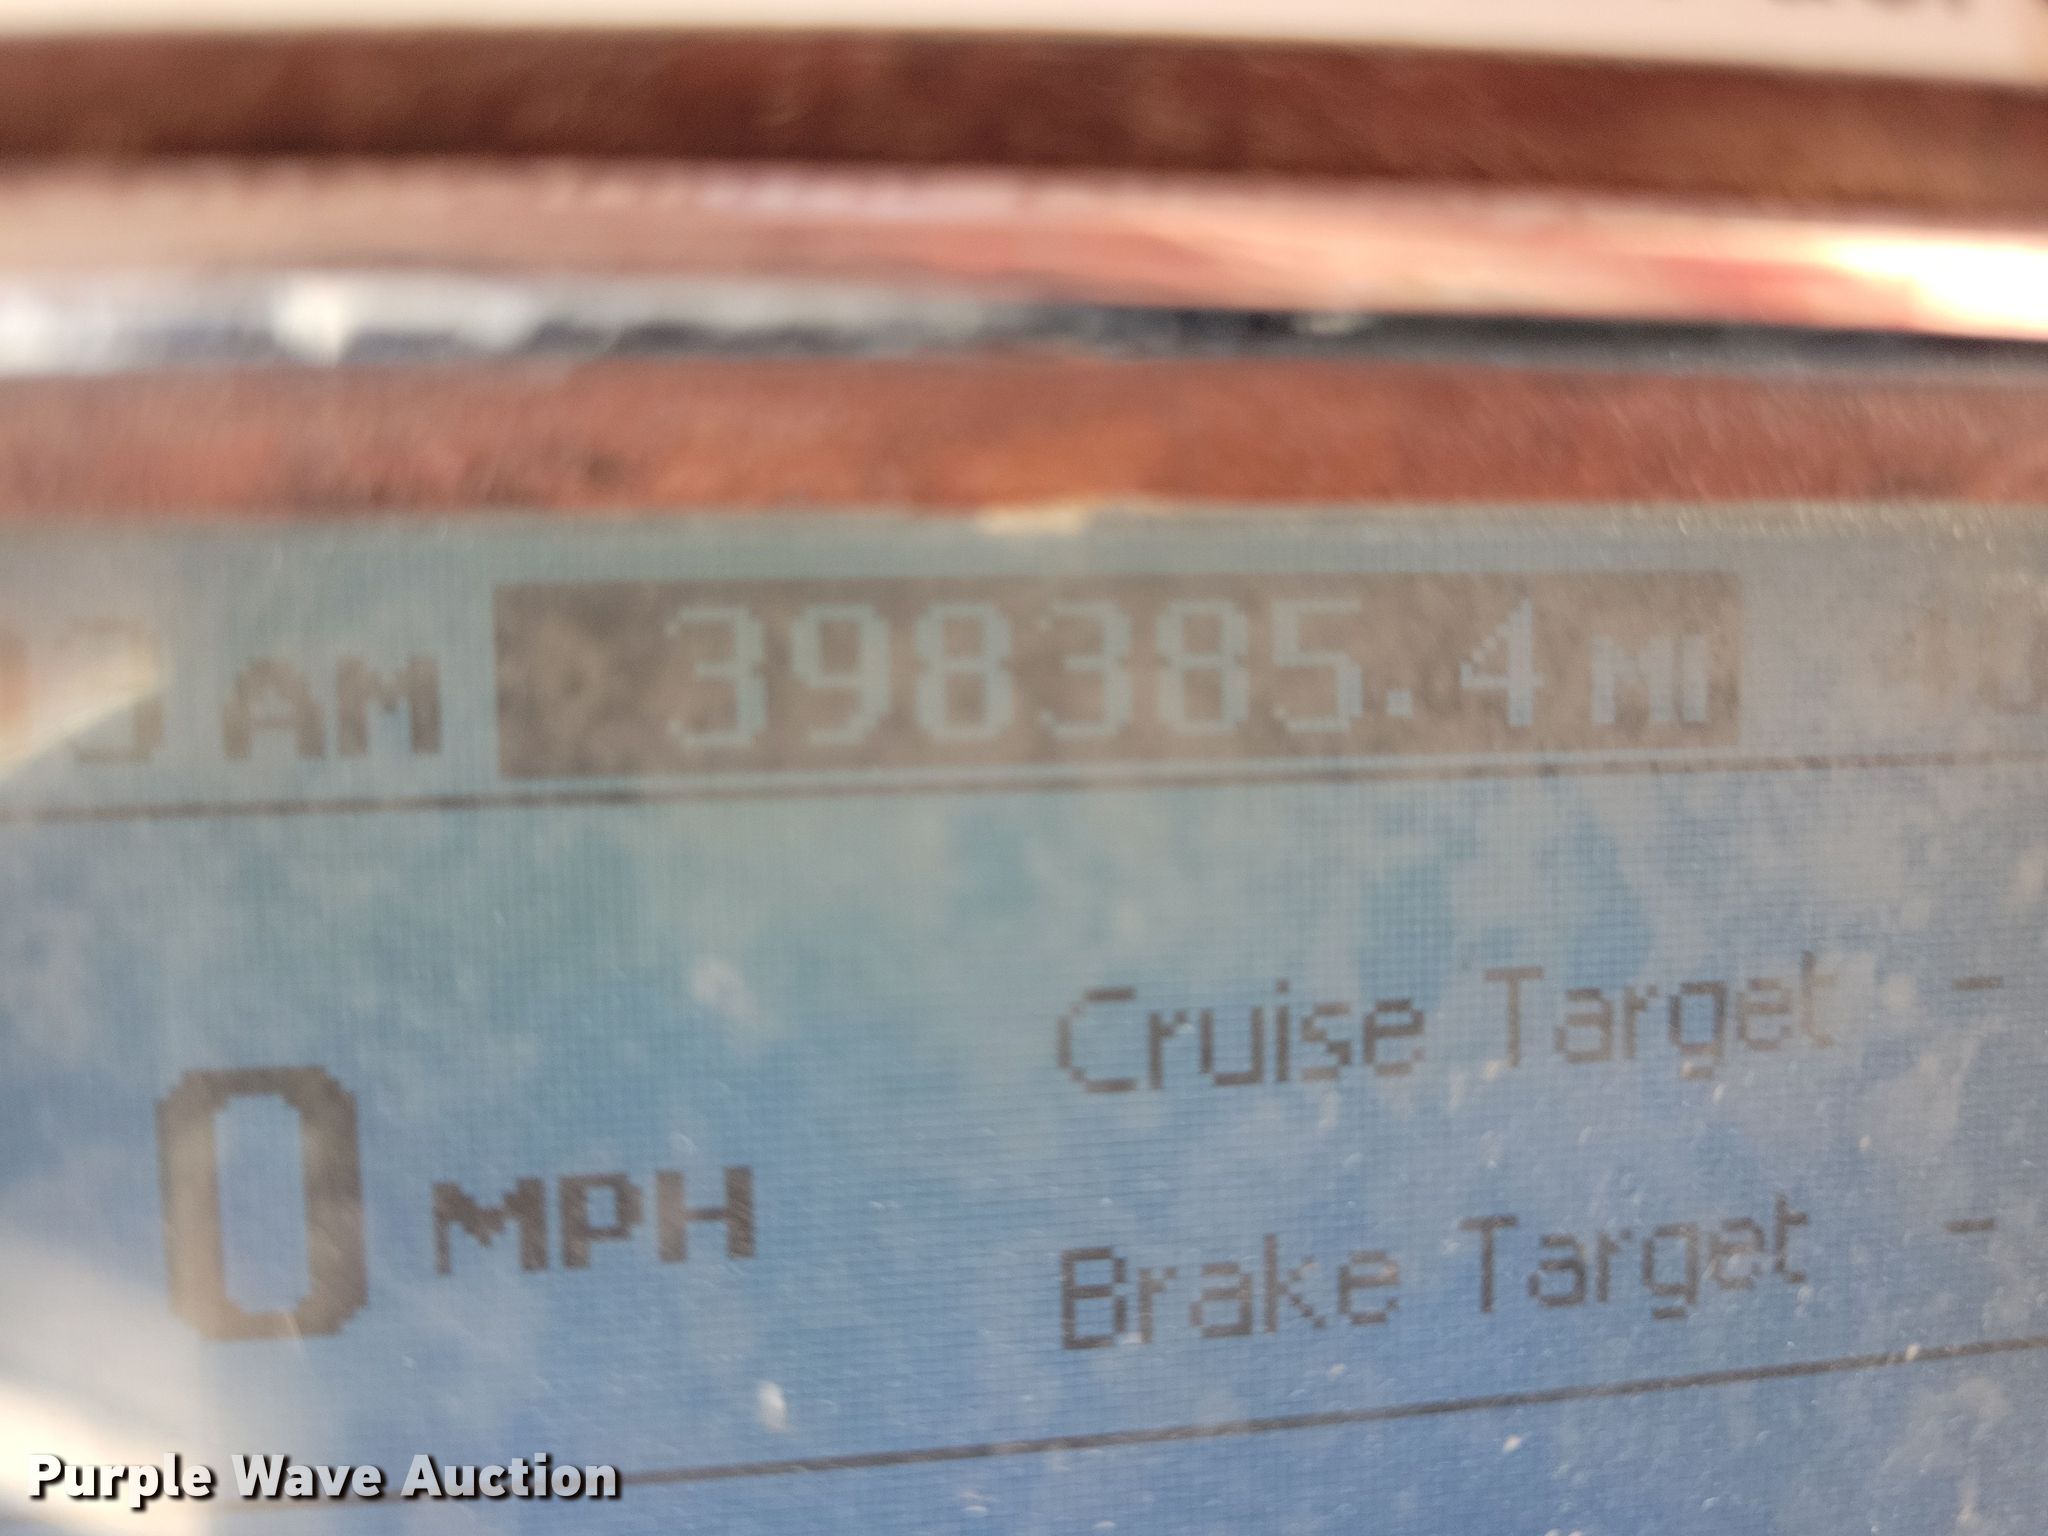 AM 398385.4 MI
Cruise Target -
0 MPH
Brake Target -
Purple Wave Auction